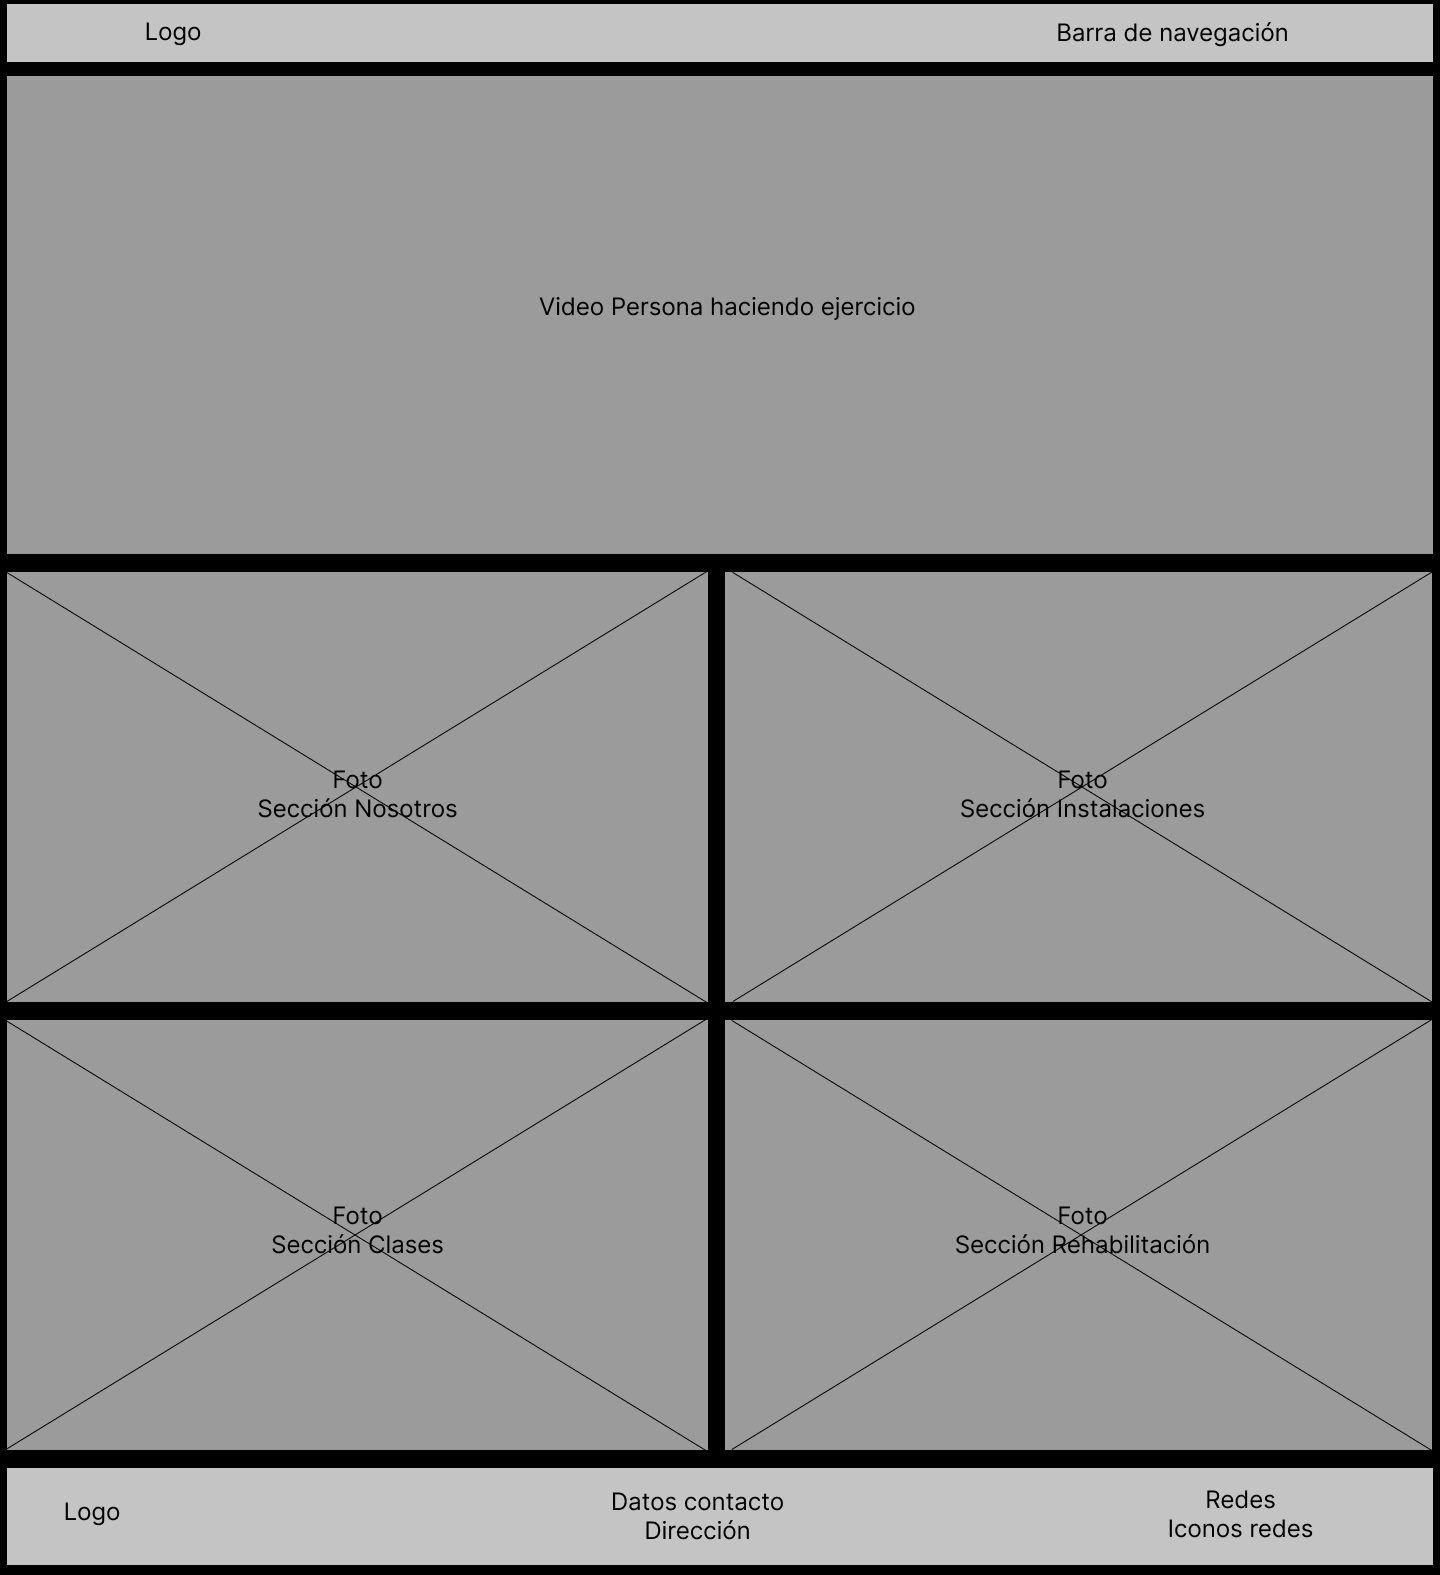 Logo
Barra de navegación
Video Persona haciendo ejercicio
Foto
Sección Nosotros
Foto
Sección Instalaciones
Foto
Sección Clases
Foto
Sección Rehabilitación
Logo
Datos contacto
Dirección
Redes
Iconos redes